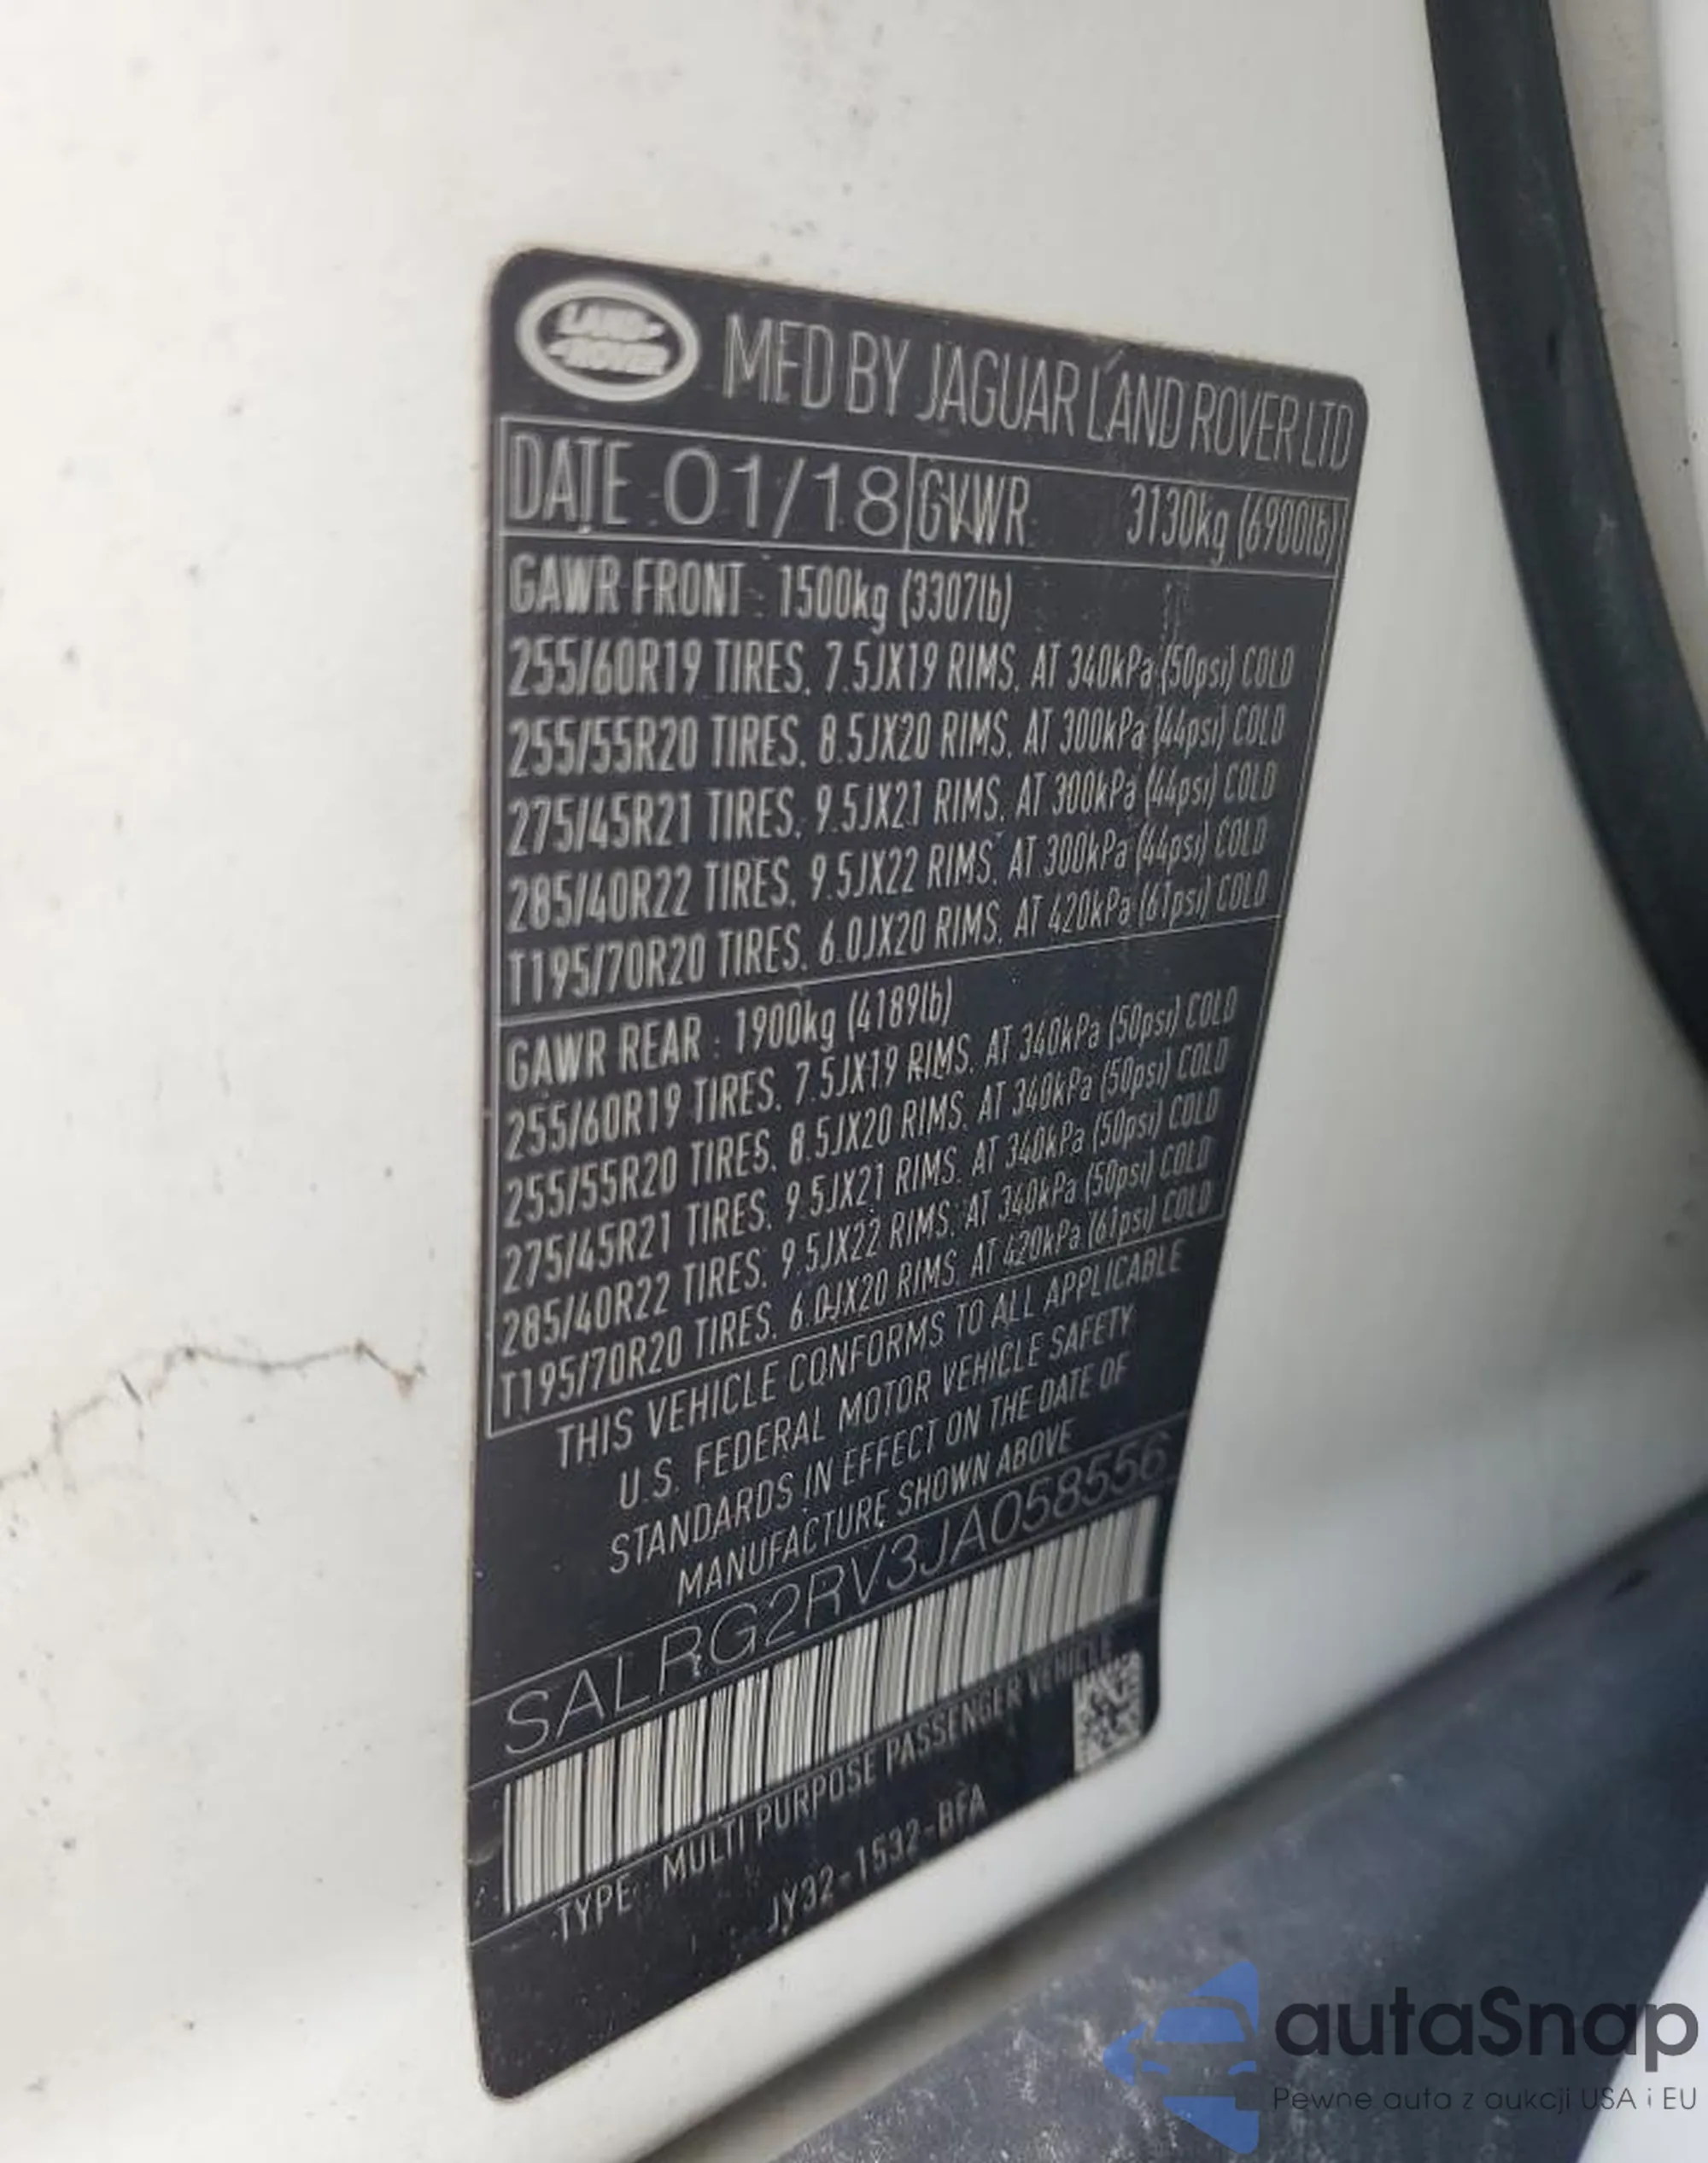 LAND ROVER
MFD BY JAGUAR LAND ROVER LTD
DATE 01/18 GVWR 3130kg (6900lb)
GAWR FRONT : 1500kg (3307lb)
255/60R19 TIRES. 7.5JX19 RIMS. AT 340kPa (50psi) COLD
255/55R20 TIRES. 8.5JX20 RIMS. AT 300kPa (44psi) COLD
275/45R21 TIRES. 9.5JX21 RIMS. AT 300kPa (44psi) COLD
285/40R22 TIRES. 9.5JX22 RIMS. AT 300kPa (44psi) COLD
T195/70R20 TIRES. 6.0JX20 RIMS. AT 420kPa (61psi) COLD
GAWR REAR : 1900kg (4189lb)
255/60R19 TIRES. 7.5JX19 RIMS. AT 340kPa (50psi) COLD
255/55R20 TIRES. 8.5JX20 RIMS. AT 340kPa (50psi) COLD
275/45R21 TIRES. 9.5JX21 RIMS. AT 340kPa (50psi) COLD
285/40R22 TIRES. 9.5JX22 RIMS. AT 340kPa (50psi) COLD
T195/70R20 TIRES. 6.0JX20 RIMS. AT 420kPa (61psi) COLD
THIS VEHICLE CONFORMS TO ALL APPLICABLE
U.S. FEDERAL MOTOR VEHICLE SAFETY
STANDARDS IN EFFECT ON THE DATE OF
MANUFACTURE SHOWN ABOVE
SALRG2RV3JA058556
TYPE: MULTI PURPOSE PASSENGER VEHICLE
JY32-1532-BFA
autaSnap
Pewne auta z aukcji USA i EU